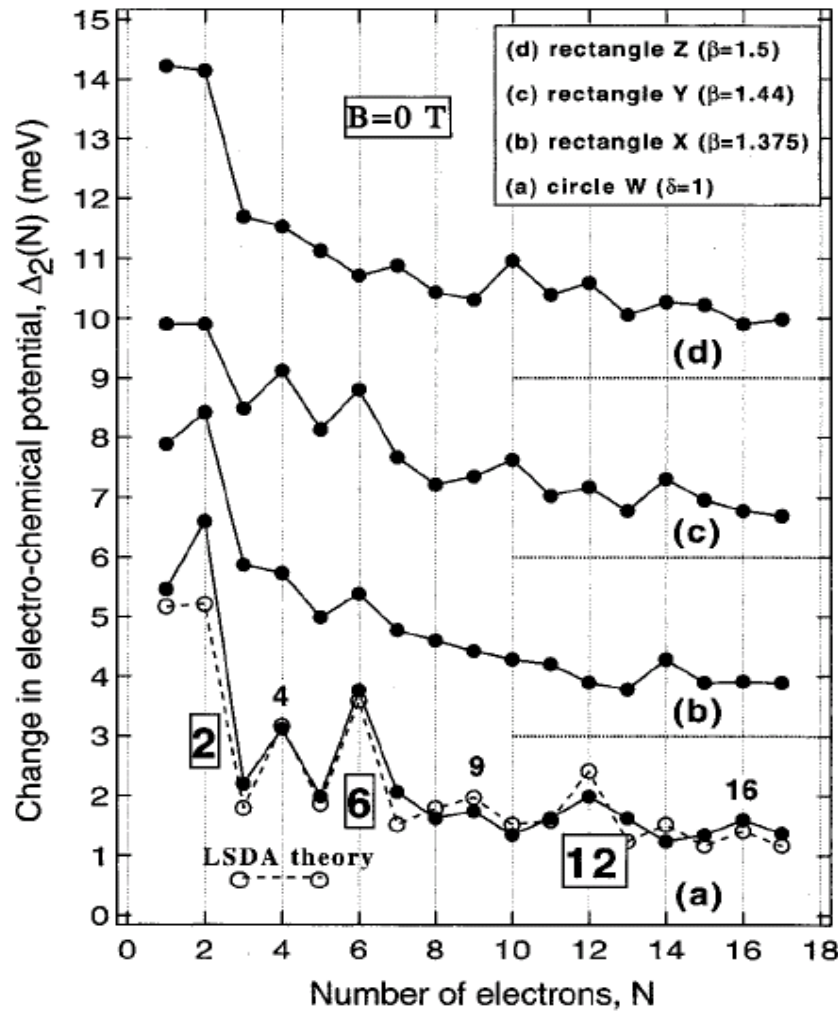 Change in electro-chemical potential, Δ2(N) (meV)
15
14
13
12
11
10
9
8
7
6
5
4
3
2
1
0
B=0 T
(d) rectangle Z (β=1.5)
(c) rectangle Y (β=1.44)
(b) rectangle X (β=1.375)
(a) circle W (δ=1)
(d)
(c)
(b)
(a)
2
4
6
9
12
16
LSDA theory
0 2 4 6 8 10 12 14 16 18
Number of electrons, N